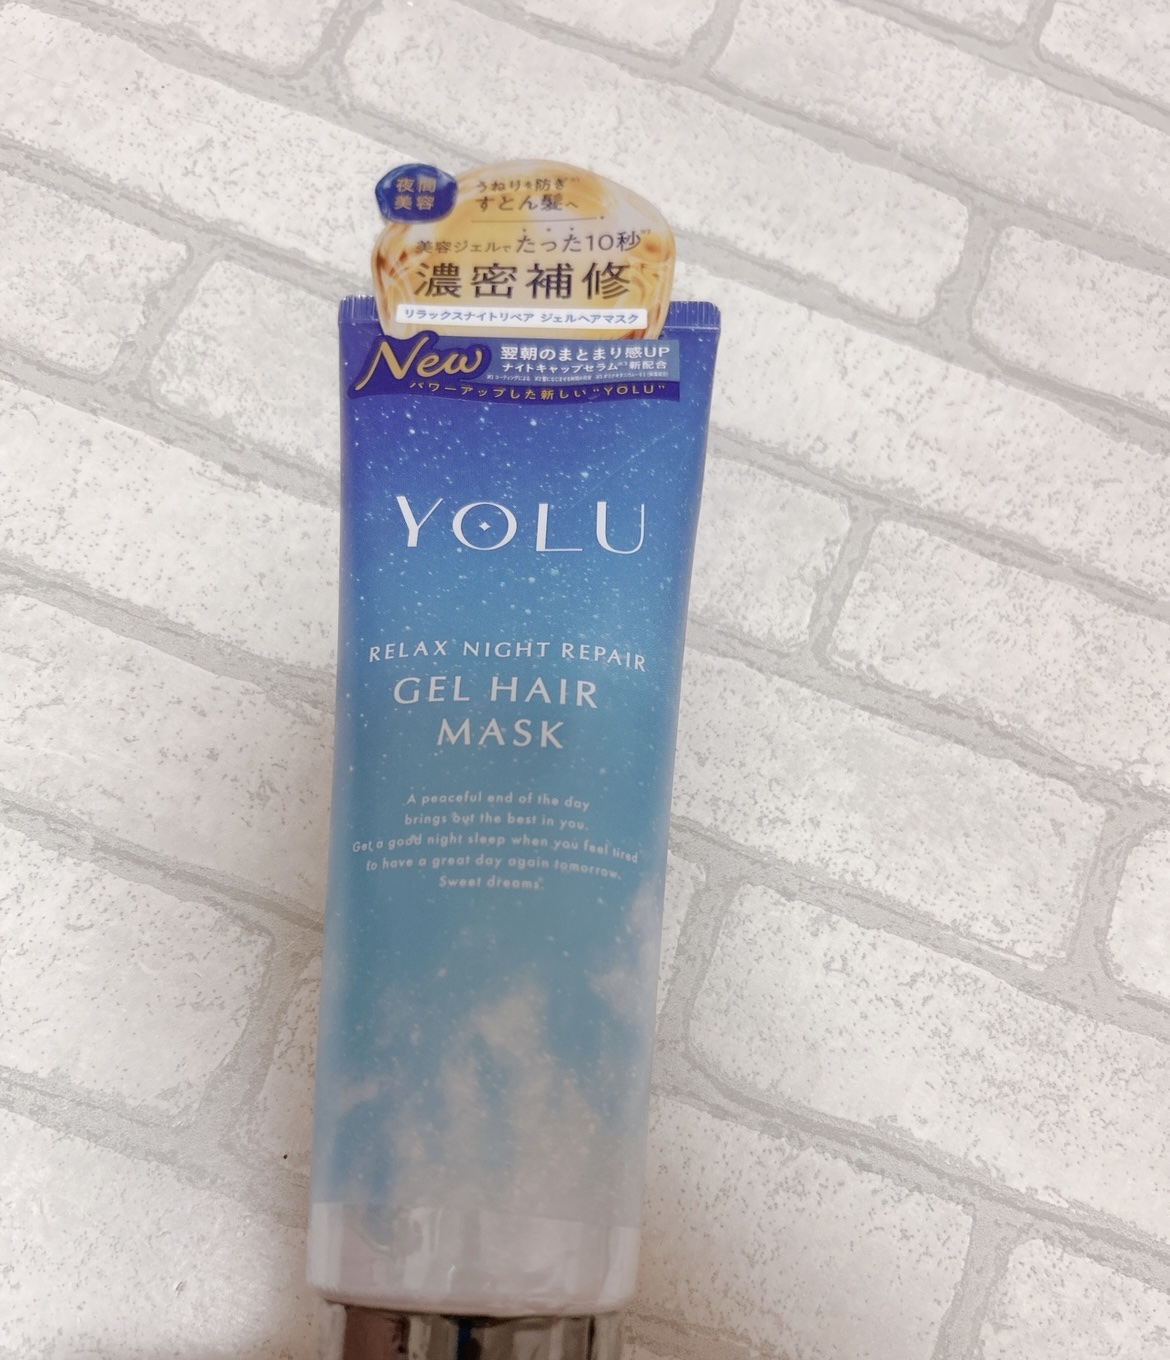 夜間
美容
うねりを防ぎ※1
すとん髪へ
美容ジェルでたった10秒※2
濃密補修
リラックスナイトリペア ジェルヘアマスク
New
翌朝のまとまり感UP
ナイトキャップセラム※3新配合
パワーアップした新しい"YOLU"
YOLU
RELAX NIGHT REPAIR
GEL HAIR
MASK
A peaceful end of the day
brings out the best in you.
Get a good night sleep when you feel tired
to have a great day again tomorrow.
Sweet dreams.